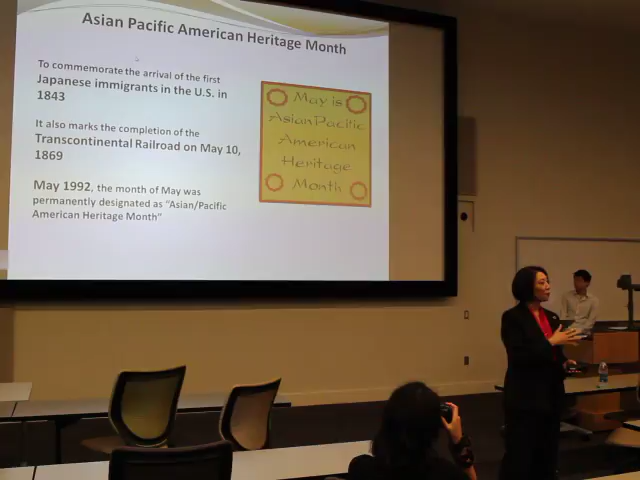 Asian Pacific American Heritage Month
To commemorate the arrival of the first
Japanese immigrants in the U.S. in
1843
It also marks the completion of the
Transcontinental Railroad on May 10,
1869
May 1992, the month of May was
permanently designated as "Asian/Pacific
American Heritage Month"
May is
Asian Pacific
American
Heritage
Month